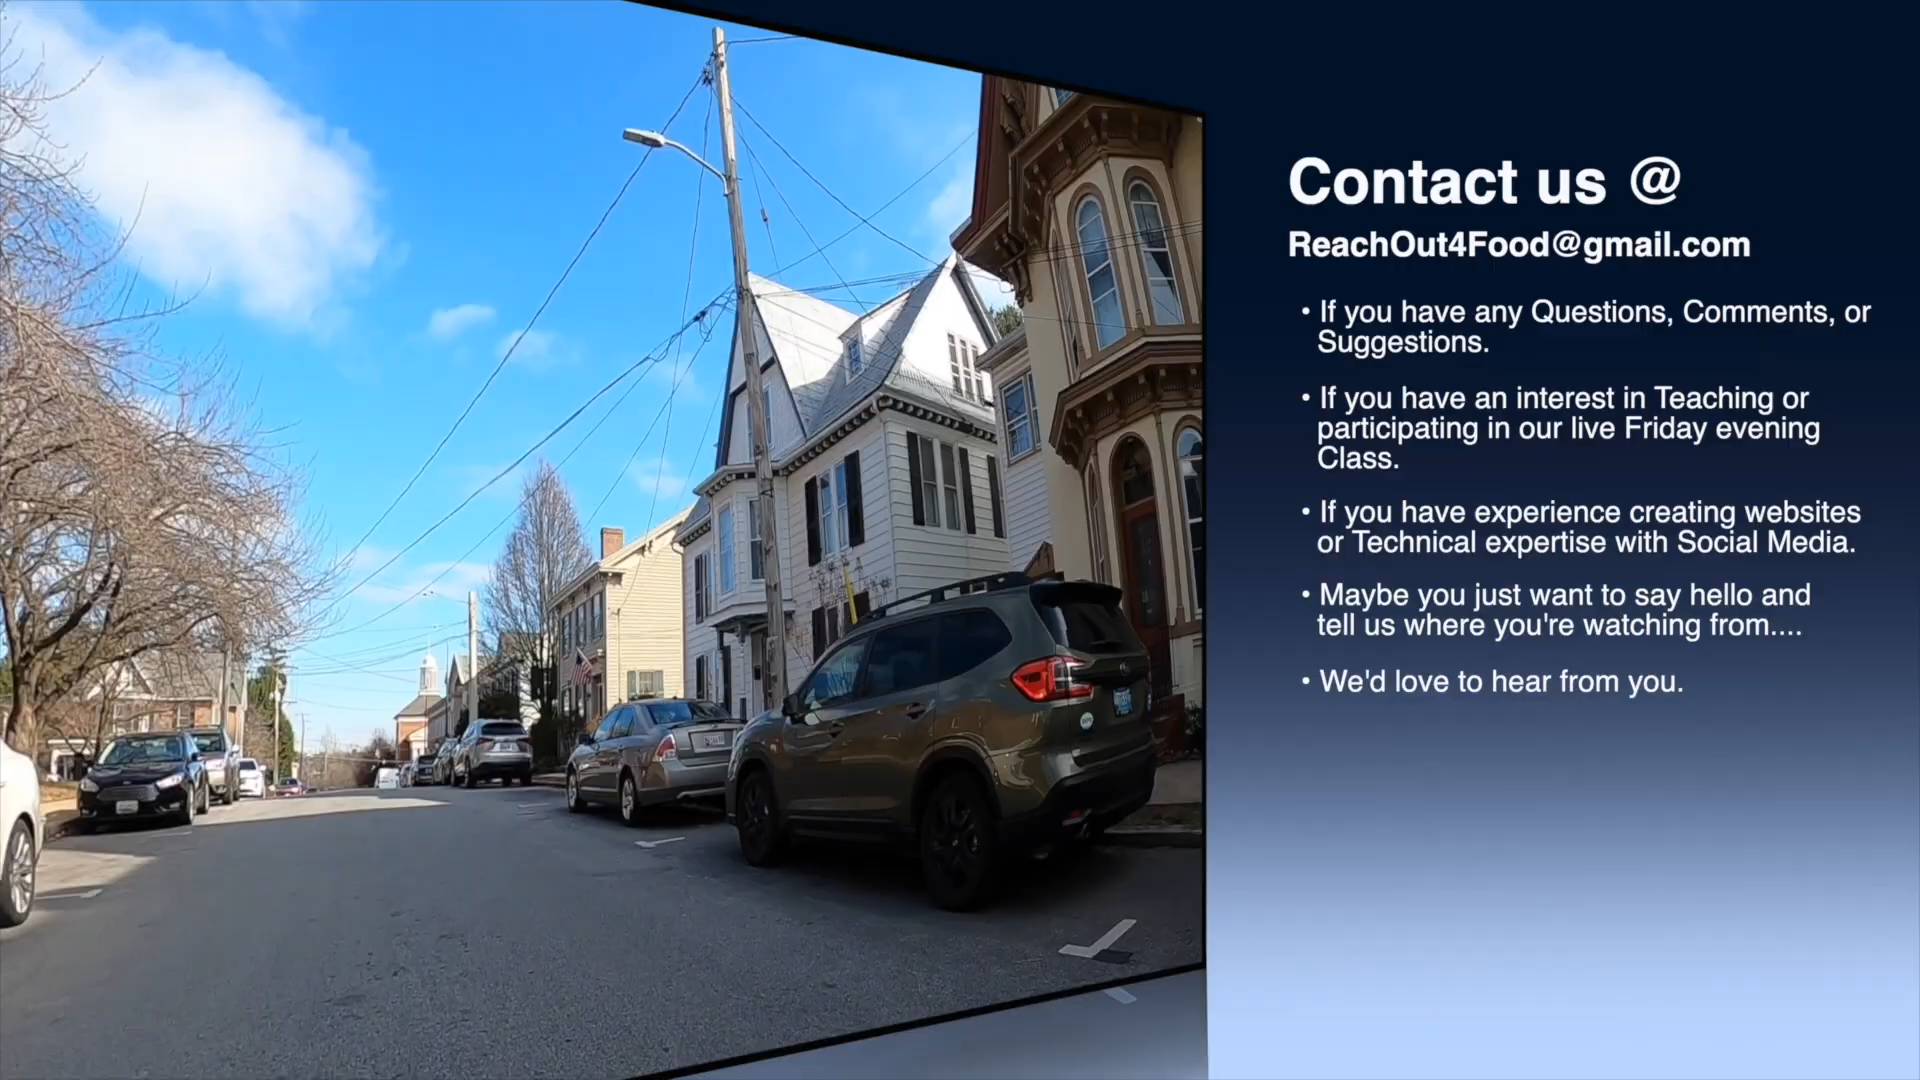 Contact us @
ReachOut4Food@gmail.com
• If you have any Questions, Comments, or
Suggestions.
• If you have an interest in Teaching or
participating in our live Friday evening
Class.
• If you have experience creating websites
or Technical expertise with Social Media.
• Maybe you just want to say hello and
tell us where you're watching from....
• We'd love to hear from you.